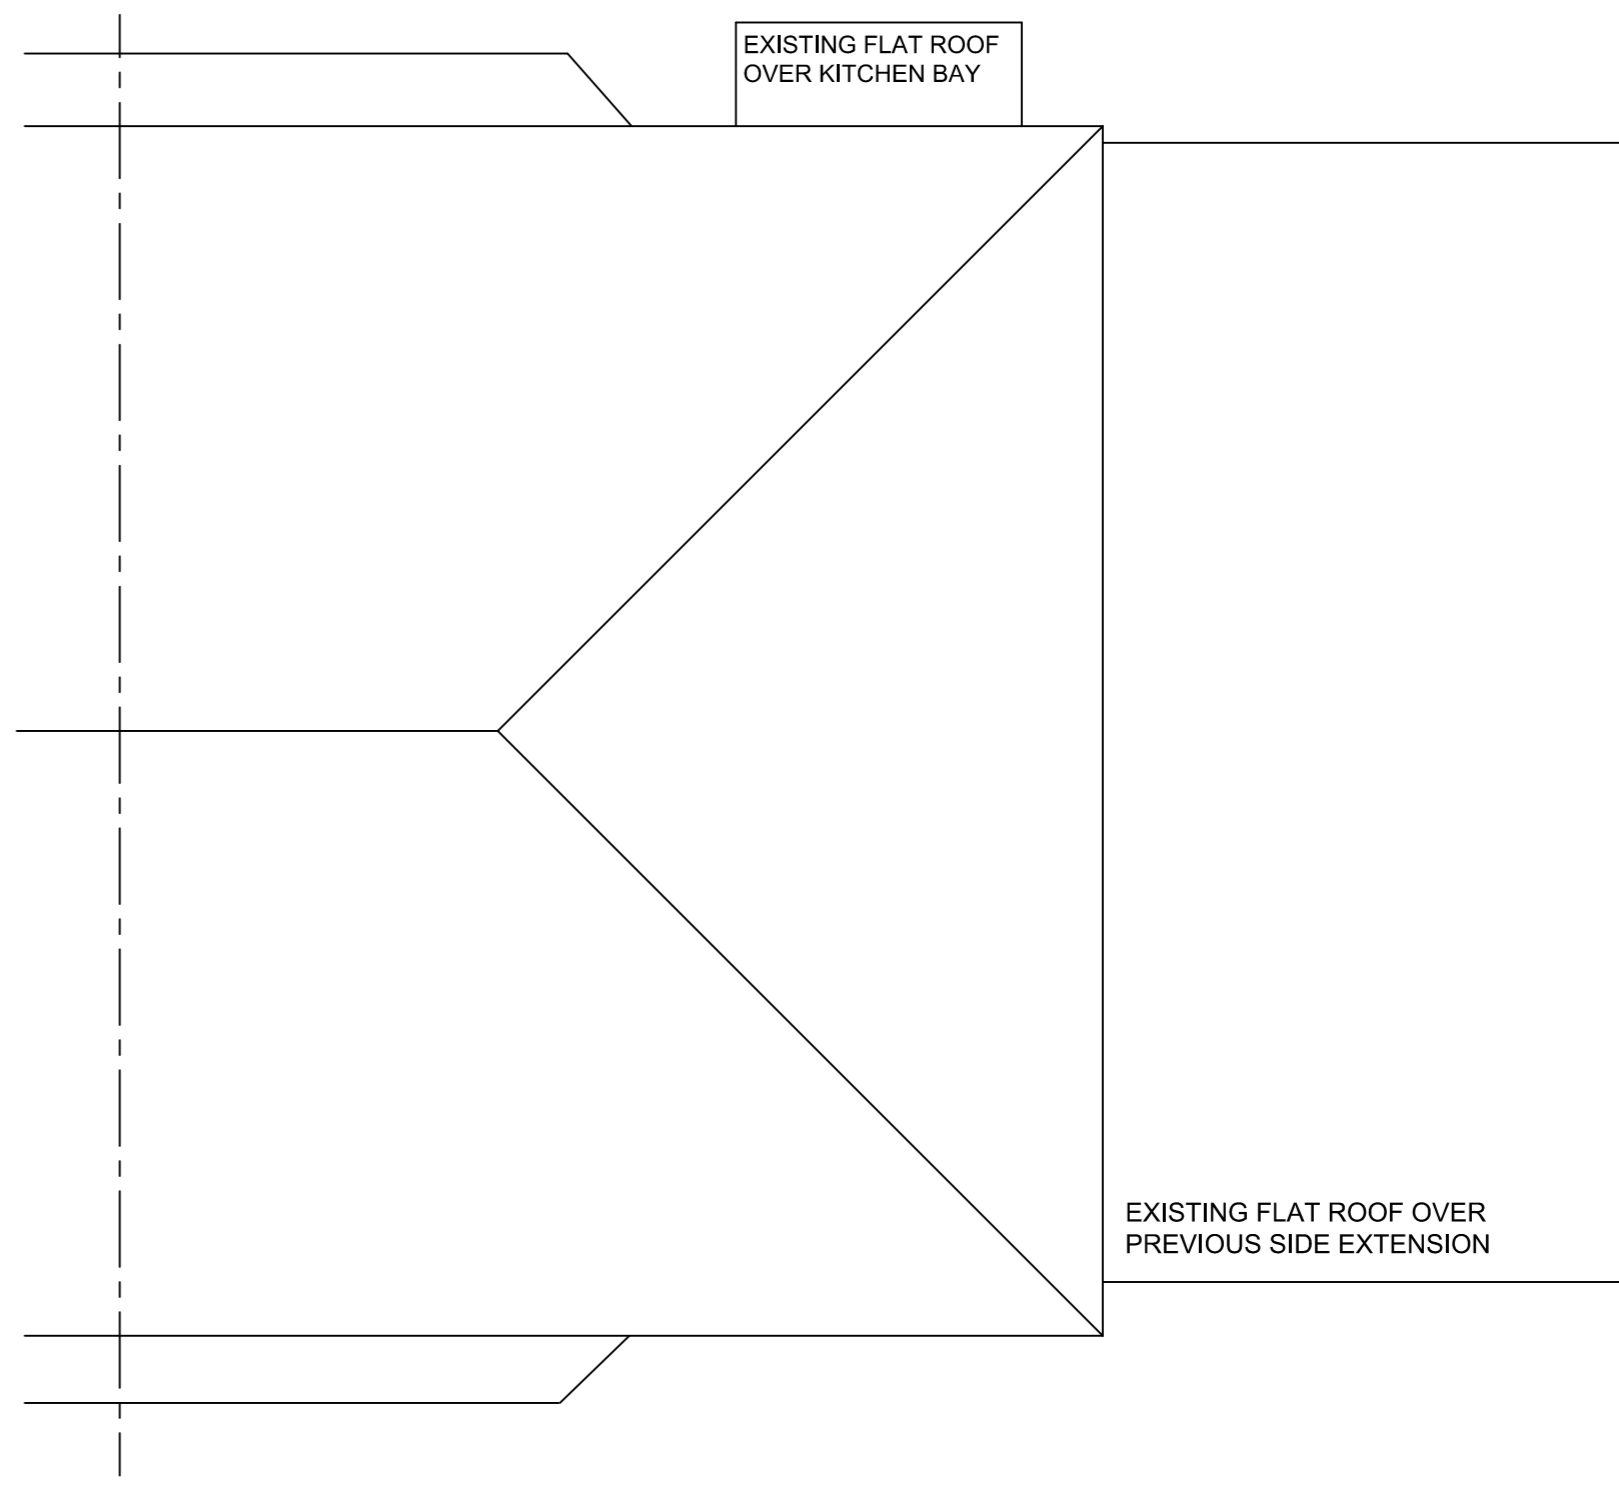 EXISTING FLAT ROOF
OVER KITCHEN BAY
EXISTING FLAT ROOF OVER
PREVIOUS SIDE EXTENSION